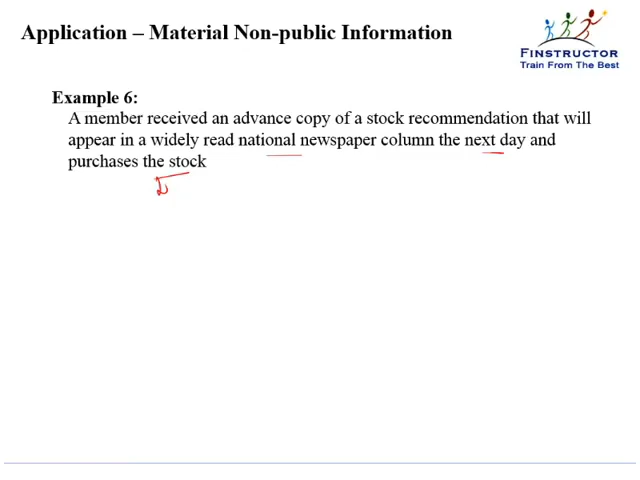 Application – Material Non-public Information
FINSTRUCTOR
Train From The Best
Example 6:
A member received an advance copy of a stock recommendation that will
appear in a widely read national newspaper column the next day and
purchases the stock